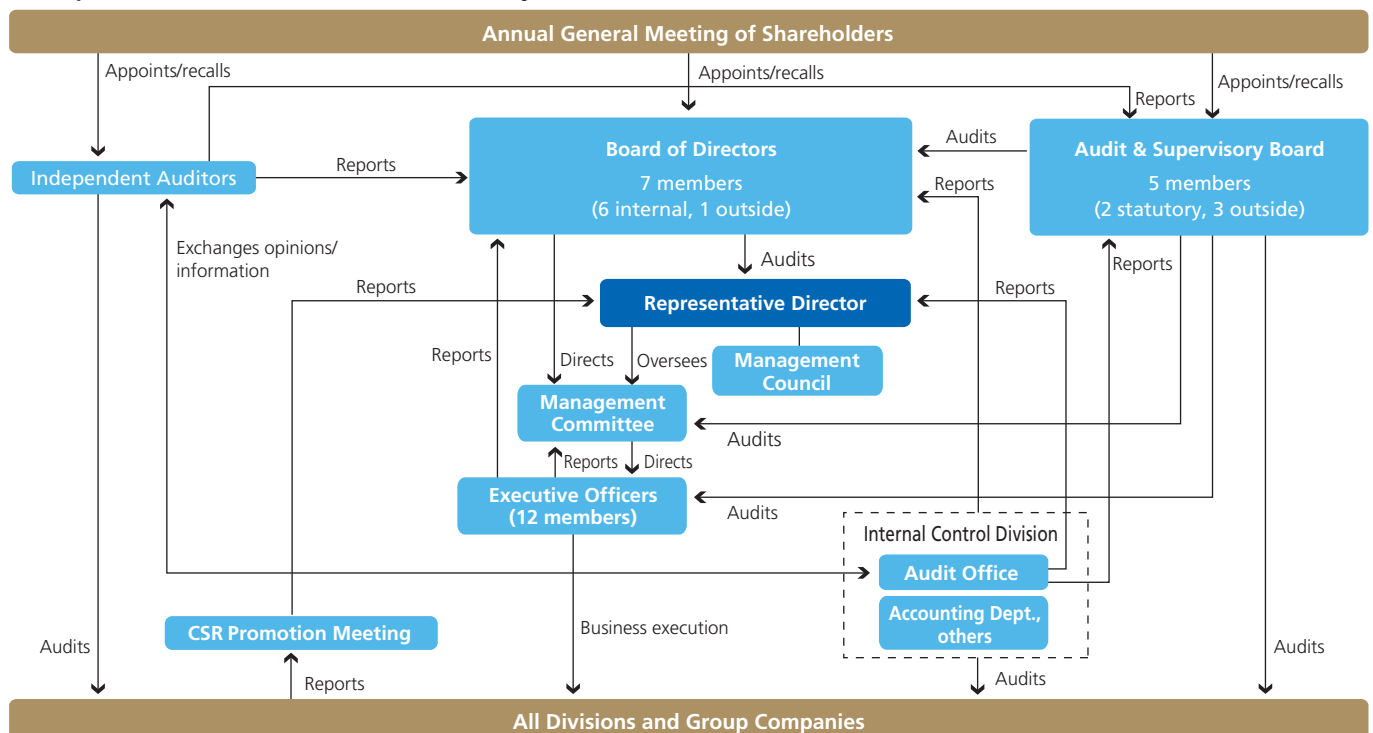 Annual General Meeting of Shareholders
Appoints/recalls
Appoints/recalls
Appoints/recalls
Reports
Board of Directors
7 members
(6 internal, 1 outside)
Audits
Audit & Supervisory Board
5 members
(2 statutory, 3 outside)
Independent Auditors
Reports
Reports
Exchanges opinions/
information
Audits
Reports
Reports
Representative Director
Reports
Reports
Directs
Oversees
Management
Council
Management
Committee
Audits
Reports
Directs
Executive Officers
(12 members)
Audits
Internal Control Division
Audit Office
Accounting Dept.,
others
CSR Promotion Meeting
Business execution
Audits
Audits
Reports
Audits
All Divisions and Group Companies